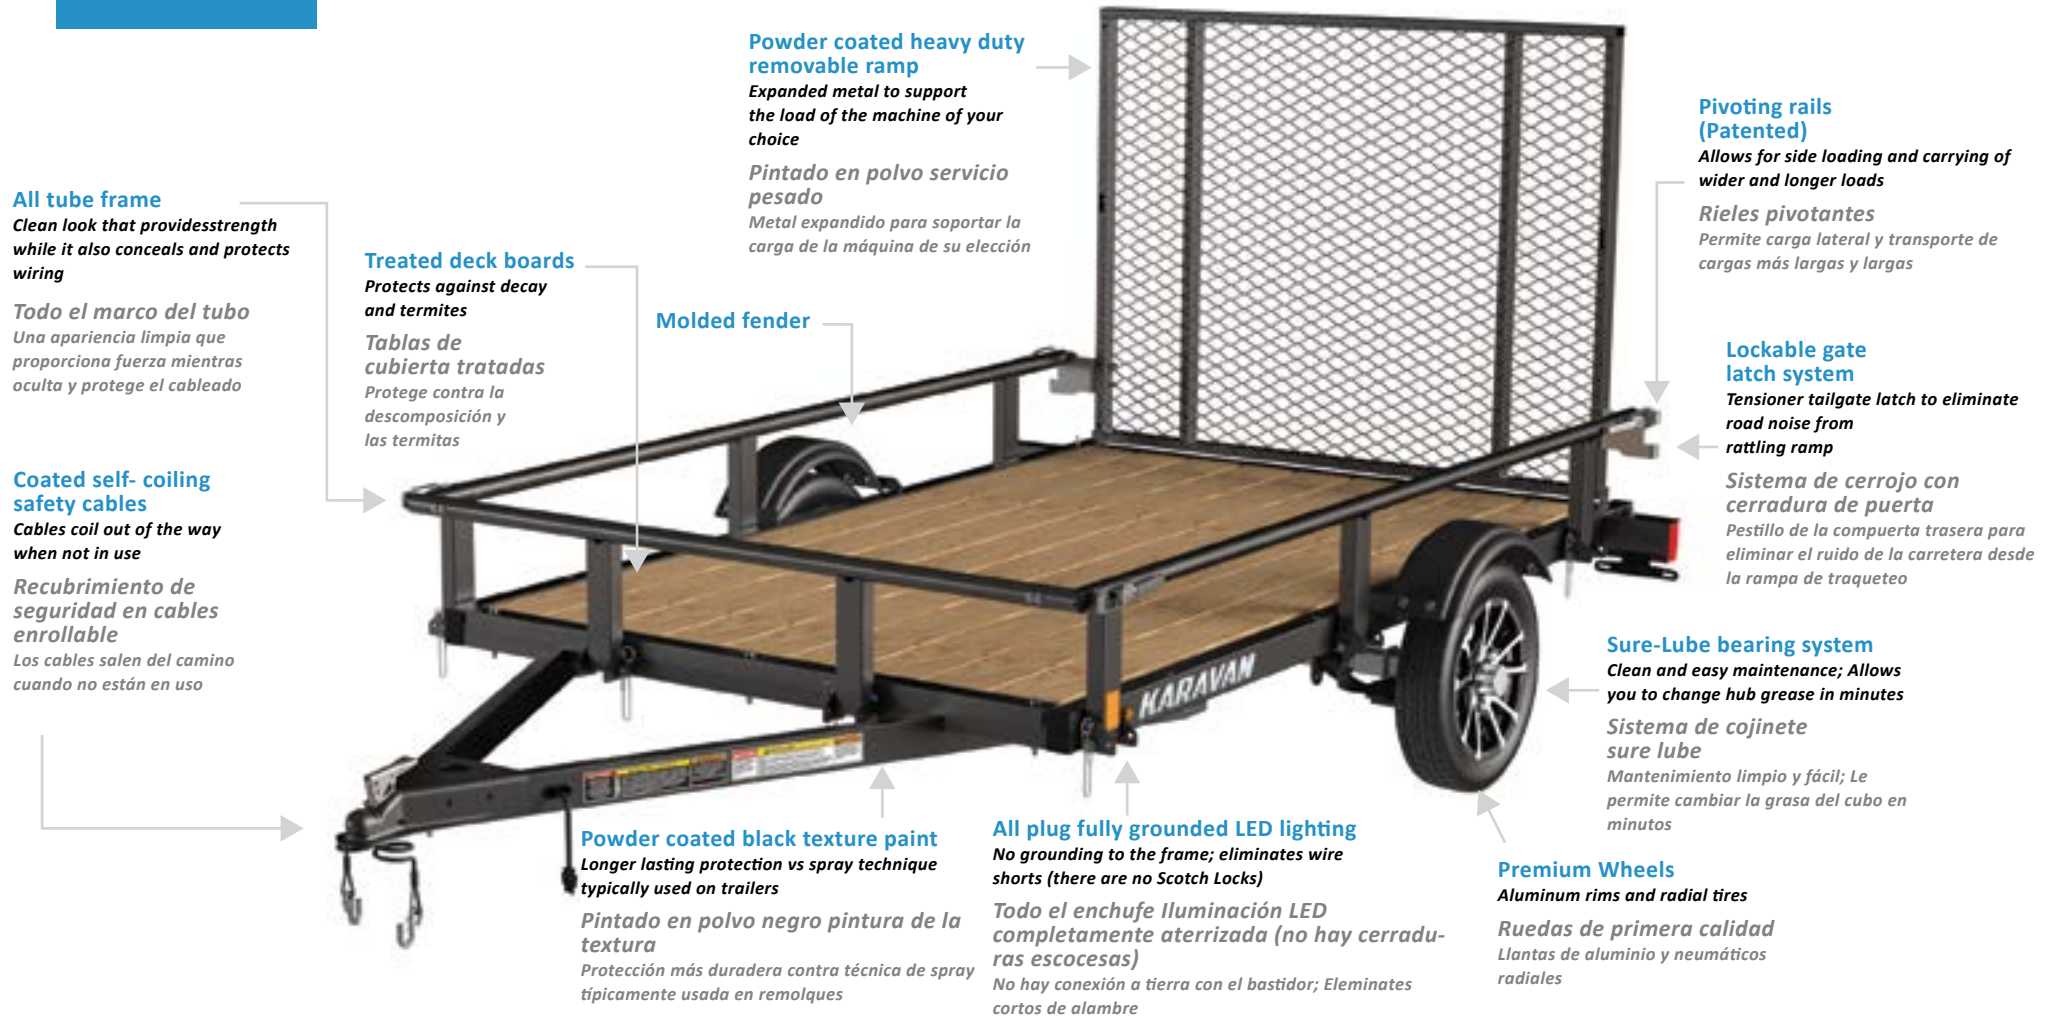 Powder coated heavy duty
removable ramp
Expanded metal to support
the load of the machine of your
choice
Pintado en polvo servicio
pesado
Metal expandido para soportar la
carga de la máquina de su elección
Pivoting rails
(Patented)
Allows for side loading and carrying of
wider and longer loads
Rieles pivotantes
Permite carga lateral y transporte de
cargas más largas y largas
All tube frame
Clean look that providesstrength
while it also conceals and protects
wiring
Todo el marco del tubo
Una apariencia limpia que
proporciona fuerza mientras
oculta y protege el cableado
Treated deck boards
Protects against decay
and termites
Tablas de
cubierta tratadas
Protege contra la
descomposición y
las termitas
Molded fender
Lockable gate
latch system
Tensioner tailgate latch to eliminate
road noise from
rattling ramp
Sistema de cerrojo con
cerradura de puerta
Pestillo de la compuerta trasera para
eliminar el ruido de la carretera desde
la rampa de traqueteo
Coated self- coiling
safety cables
Cables coil out of the way
when not in use
Recubrimiento de
seguridad en cables
enrollable
Los cables salen del camino
cuando no están en uso
KARAVAN
Sure-Lube bearing system
Clean and easy maintenance; Allows
you to change hub grease in minutes
Sistema de cojinete
sure lube
Mantenimiento limpio y fácil; Le
permite cambiar la grasa del cubo en
minutos
Powder coated black texture paint
Longer lasting protection vs spray technique
typically used on trailers
Pintado en polvo negro pintura de la
textura
Protección más duradera contra técnica de spray
típicamente usada en remolques
All plug fully grounded LED lighting
No grounding to the frame; eliminates wire
shorts (there are no Scotch Locks)
Todo el enchufe Iluminación LED
completamente aterrizada (no hay cerradu-
ras escocesas)
No hay conexión a tierra con el bastidor; Eleminates
cortos de alambre
Premium Wheels
Aluminum rims and radial tires
Ruedas de primera calidad
Llantas de aluminio y neumáticos
radiales